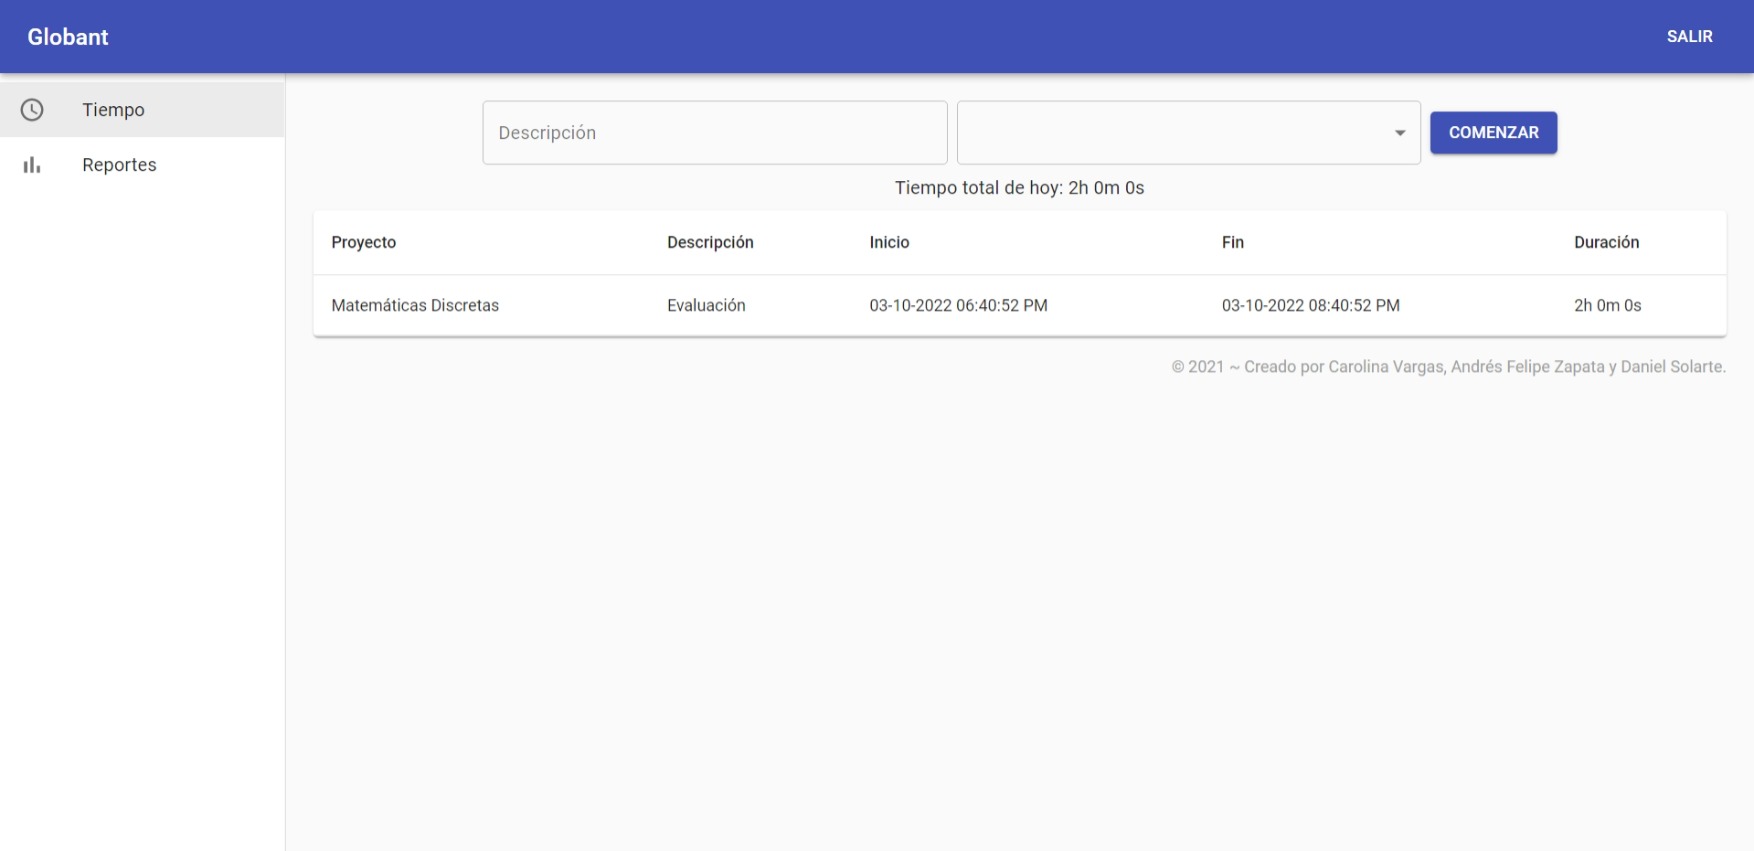 Globant
SALIR
Tiempo
Reportes
Descripción
COMENZAR
Tiempo total de hoy: 2h 0m 0s
Proyecto Descripción Inicio Fin Duración
Matemáticas Discretas Evaluación 03-10-2022 06:40:52 PM 03-10-2022 08:40:52 PM 2h 0m 0s
© 2021 ~ Creado por Carolina Vargas, Andrés Felipe Zapata y Daniel Solarte.